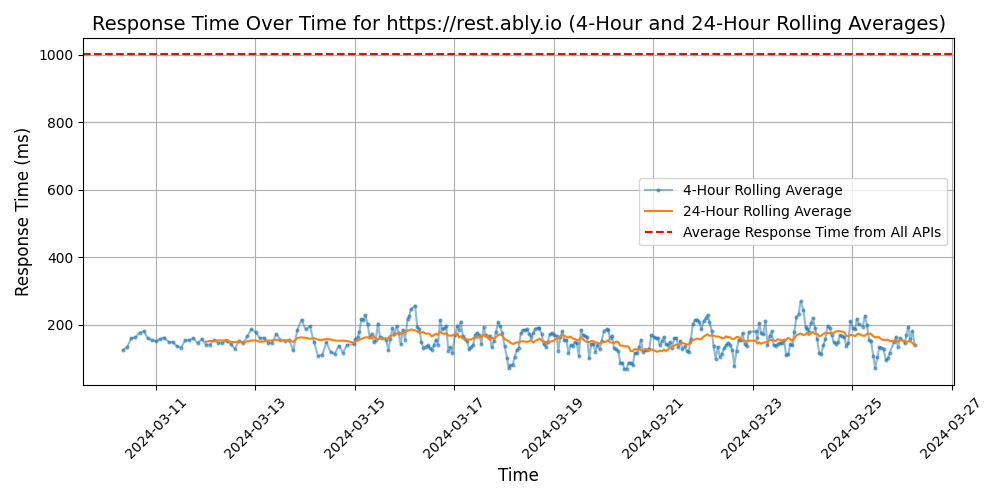 Response Time Over Time for https://rest.ably.io (4-Hour and 24-Hour Rolling Averages)
Response Time (ms)
1000
800
600
400
200
4-Hour Rolling Average
24-Hour Rolling Average
Average Response Time from All APIs
2024-03-11
2024-03-13
2024-03-15
2024-03-17
2024-03-19
2024-03-21
2024-03-23
2024-03-25
2024-03-27
Time